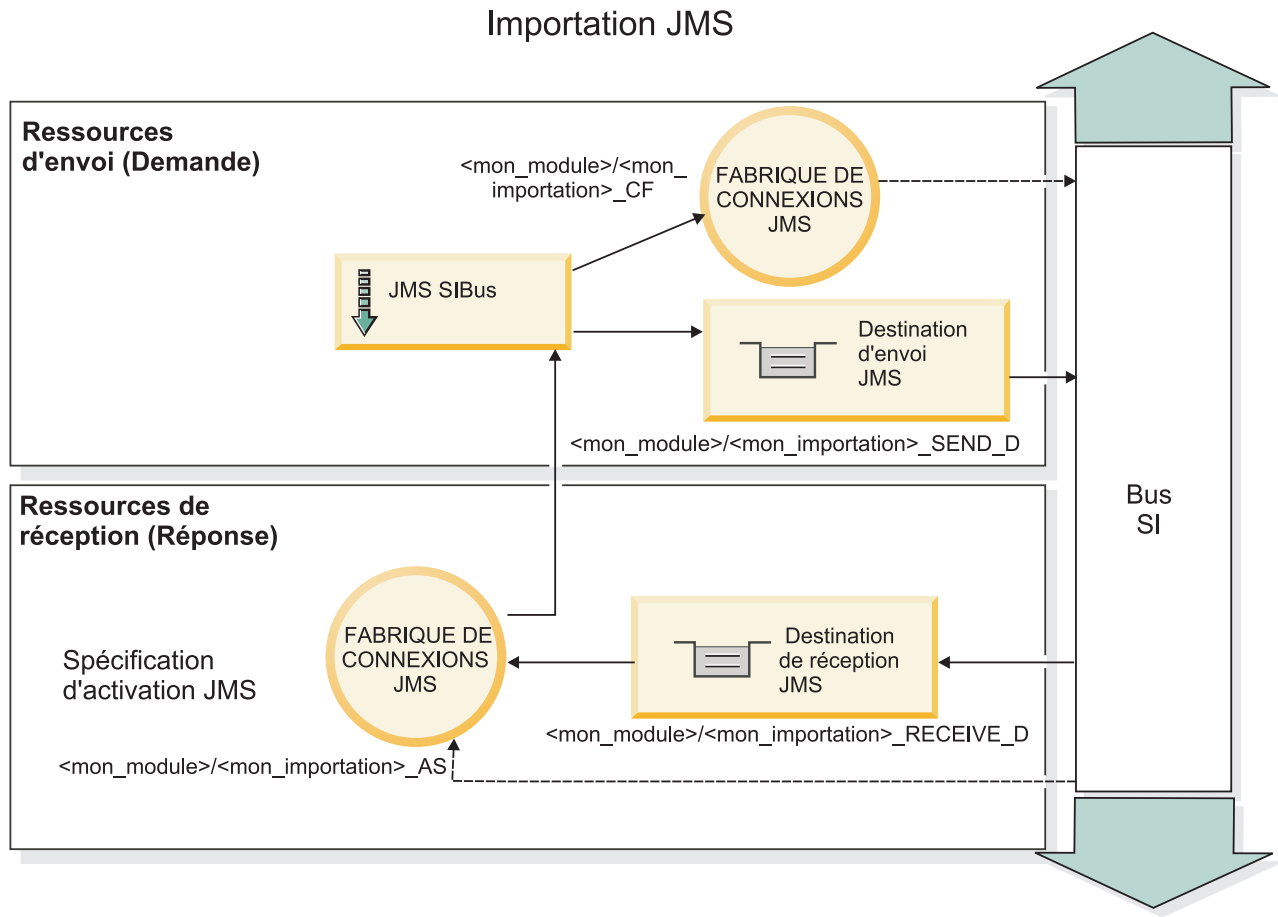 Importation JMS
Ressources
d'envoi (Demande)
<mon_module>/<mon_
importation>_CF
FABRIQUE DE
CONNEXIONS
JMS
JMS SIBus
Destination
d'envoi
JMS
<mon_module>/<mon_importation>_SEND_D
Bus
SI
Ressources de
réception (Réponse)
Spécification
d'activation JMS
FABRIQUE DE
CONNEXIONS
JMS
Destination
de réception
JMS
<mon_module>/<mon_importation>_RECEIVE_D
<mon_module>/<mon_importation>_AS